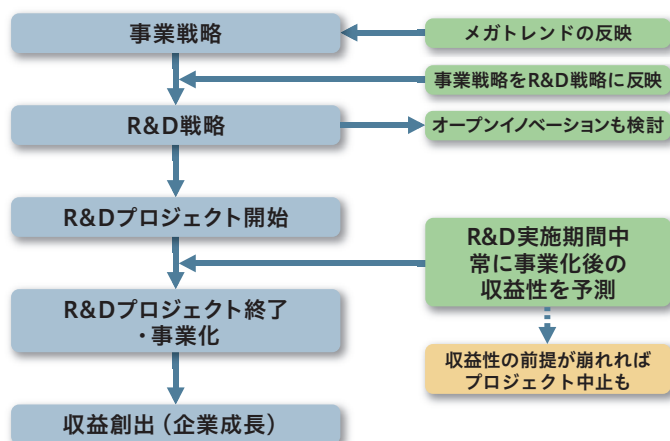 事業戦略
メガトレンドの反映
事業戦略をR&D戦略に反映
R&D戦略
オープンイノベーションも検討
R&Dプロジェクト開始
R&D実施期間中
常に事業化後の
収益性を予測
R&Dプロジェクト終了
・事業化
収益性の前提が崩れれば
プロジェクト中止も
収益創出（企業成長）